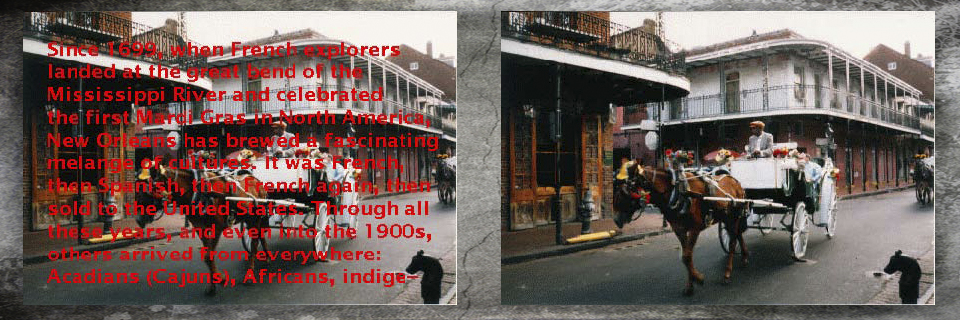 Since 1699, when French explorers
landed at the great bend of the
Mississippi River and celebrated
the first Mardi Gras in North America,
New Orleans has brewed a fascinating
melange of cultures. It was French,
then Spanish, then French again, then
sold to the United States. Through all
these years, and even into the 1900s,
others arrived from everywhere:
Acadians (Cajuns), Africans, indige-